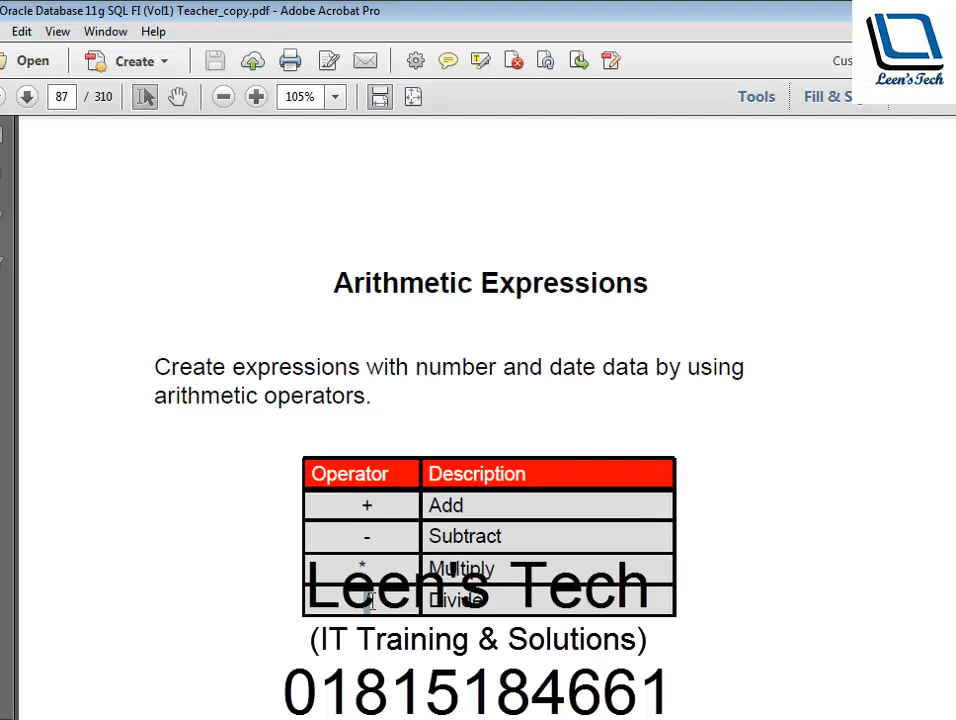 Oracle Database 11g SQL FI (Vol1) Teacher_copy.pdf - Adobe Acrobat Pro
Edit View Window Help
Open Create
87 / 310 105% Tools Fill & S
Leen'sTech
Arithmetic Expressions
Create expressions with number and date data by using
arithmetic operators.
Operator Description
+ Add
- Subtract
* Multiply
Divide
Leen's Tech
(IT Training & Solutions)
01815184661